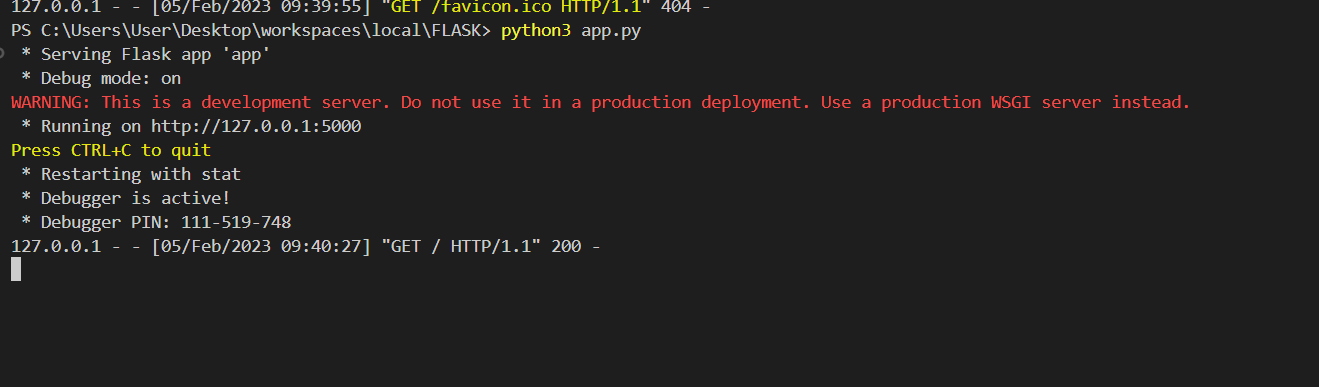 127.0.0.1 - - [05/Feb/2023 09:39:55] "GET /favicon.ico HTTP/1.1" 404 -
PS C:\Users\User\Desktop\workspaces\local\FLASK> python3 app.py
 * Serving Flask app 'app'
 * Debug mode: on
WARNING: This is a development server. Do not use it in a production deployment. Use a production WSGI server instead.
 * Running on http://127.0.0.1:5000
Press CTRL+C to quit
 * Restarting with stat
 * Debugger is active!
 * Debugger PIN: 111-519-748
127.0.0.1 - - [05/Feb/2023 09:40:27] "GET / HTTP/1.1" 200 -